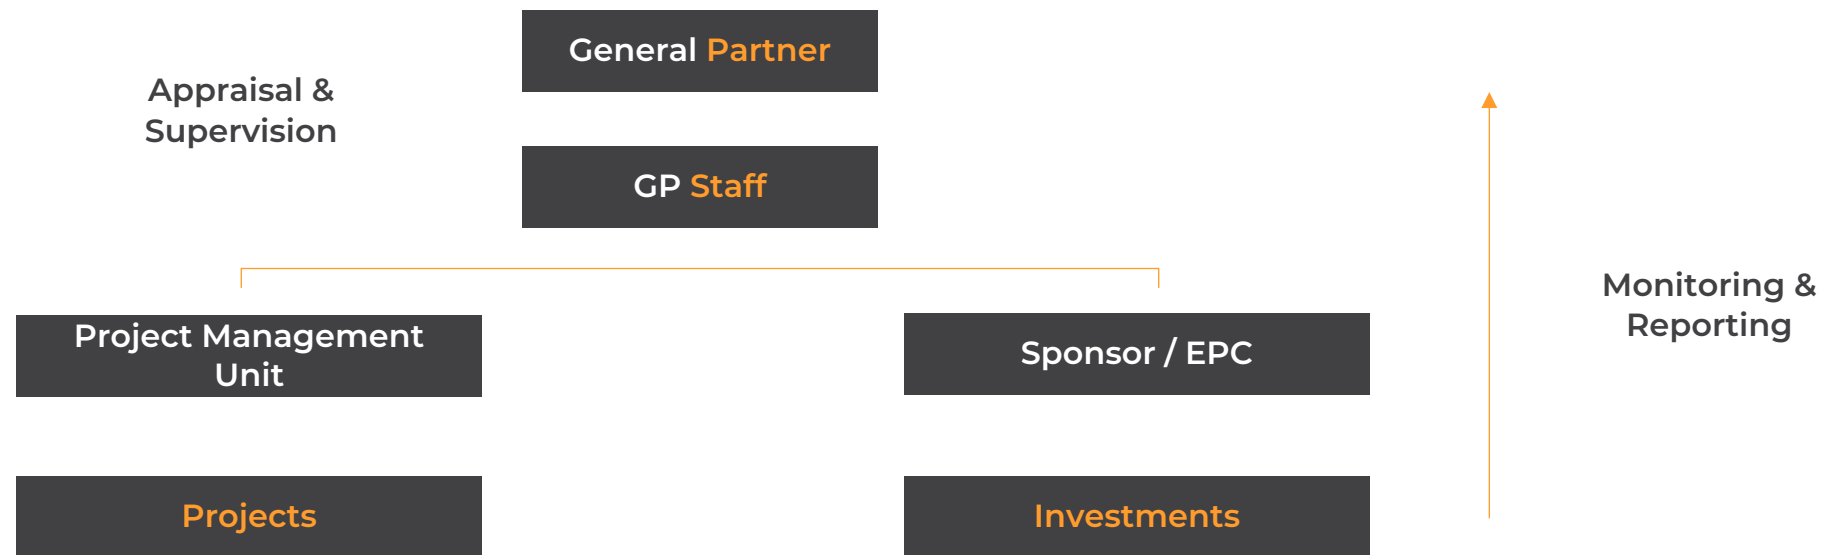 General Partner
Appraisal &
Supervision
GP Staff
Monitoring &
Reporting
Project Management
Unit
Sponsor / EPC
Projects
Investments